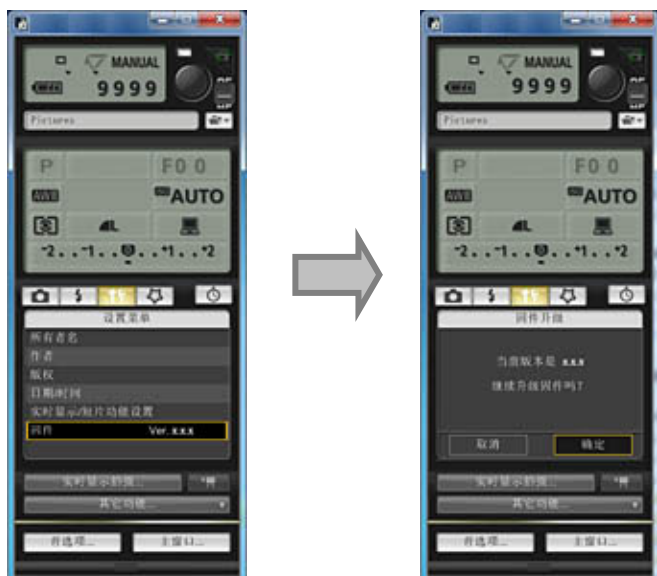 MANUAL
9999
Pictures
P F0 0
AWB ISO AUTO
L
-2..-1..0..+1..+2
设置菜单
所有者名
作者
版权
日期/时间
实时显示/短片功能设置
固件 Ver. x.x.x
实时显示拍摄...
其它功能...
首选项... 主窗口...
MANUAL
9999
Pictures
P F0 0
AWB ISO AUTO
L
-2..-1..0..+1..+2
固件升级
当前版本是 x.x.x
继续升级固件吗?
取消 确定
实时显示拍摄...
其它功能...
首选项... 主窗口...